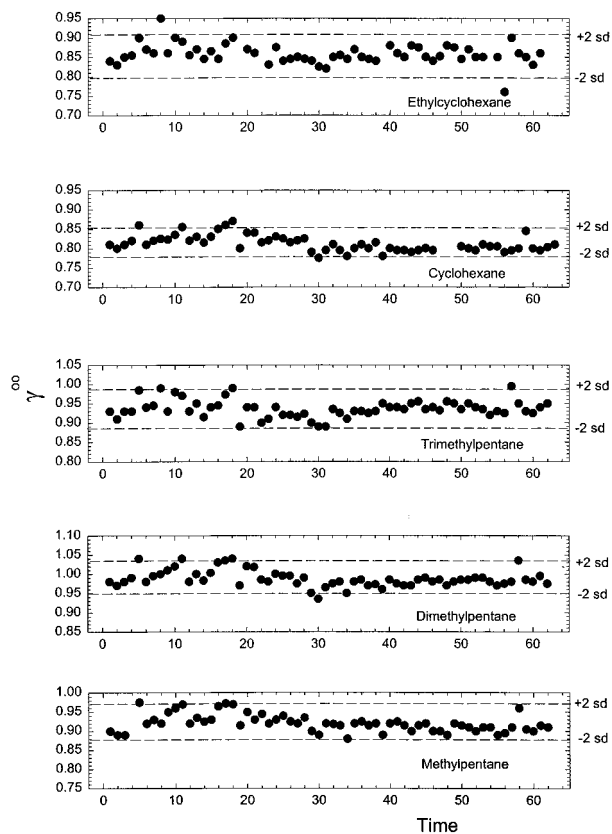 0.95
0.90
0.85
0.80
0.75
0.70
+2 sd
-2 sd
Ethylcyclohexane
0 10 20 30 40 50 60
0.95
0.90
0.85
0.80
0.75
0.70
+2 sd
-2 sd
Cyclohexane
0 10 20 30 40 50 60
γ∞
1.05
1.00
0.95
0.90
0.85
0.80
+2 sd
-2 sd
Trimethylpentane
0 10 20 30 40 50 60
1.10
1.05
1.00
0.95
0.90
0.85
+2 sd
-2 sd
Dimethylpentane
0 10 20 30 40 50 60
1.00
0.95
0.90
0.85
0.80
0.75
+2 sd
-2 sd
Methylpentane
0 10 20 30 40 50 60
Time